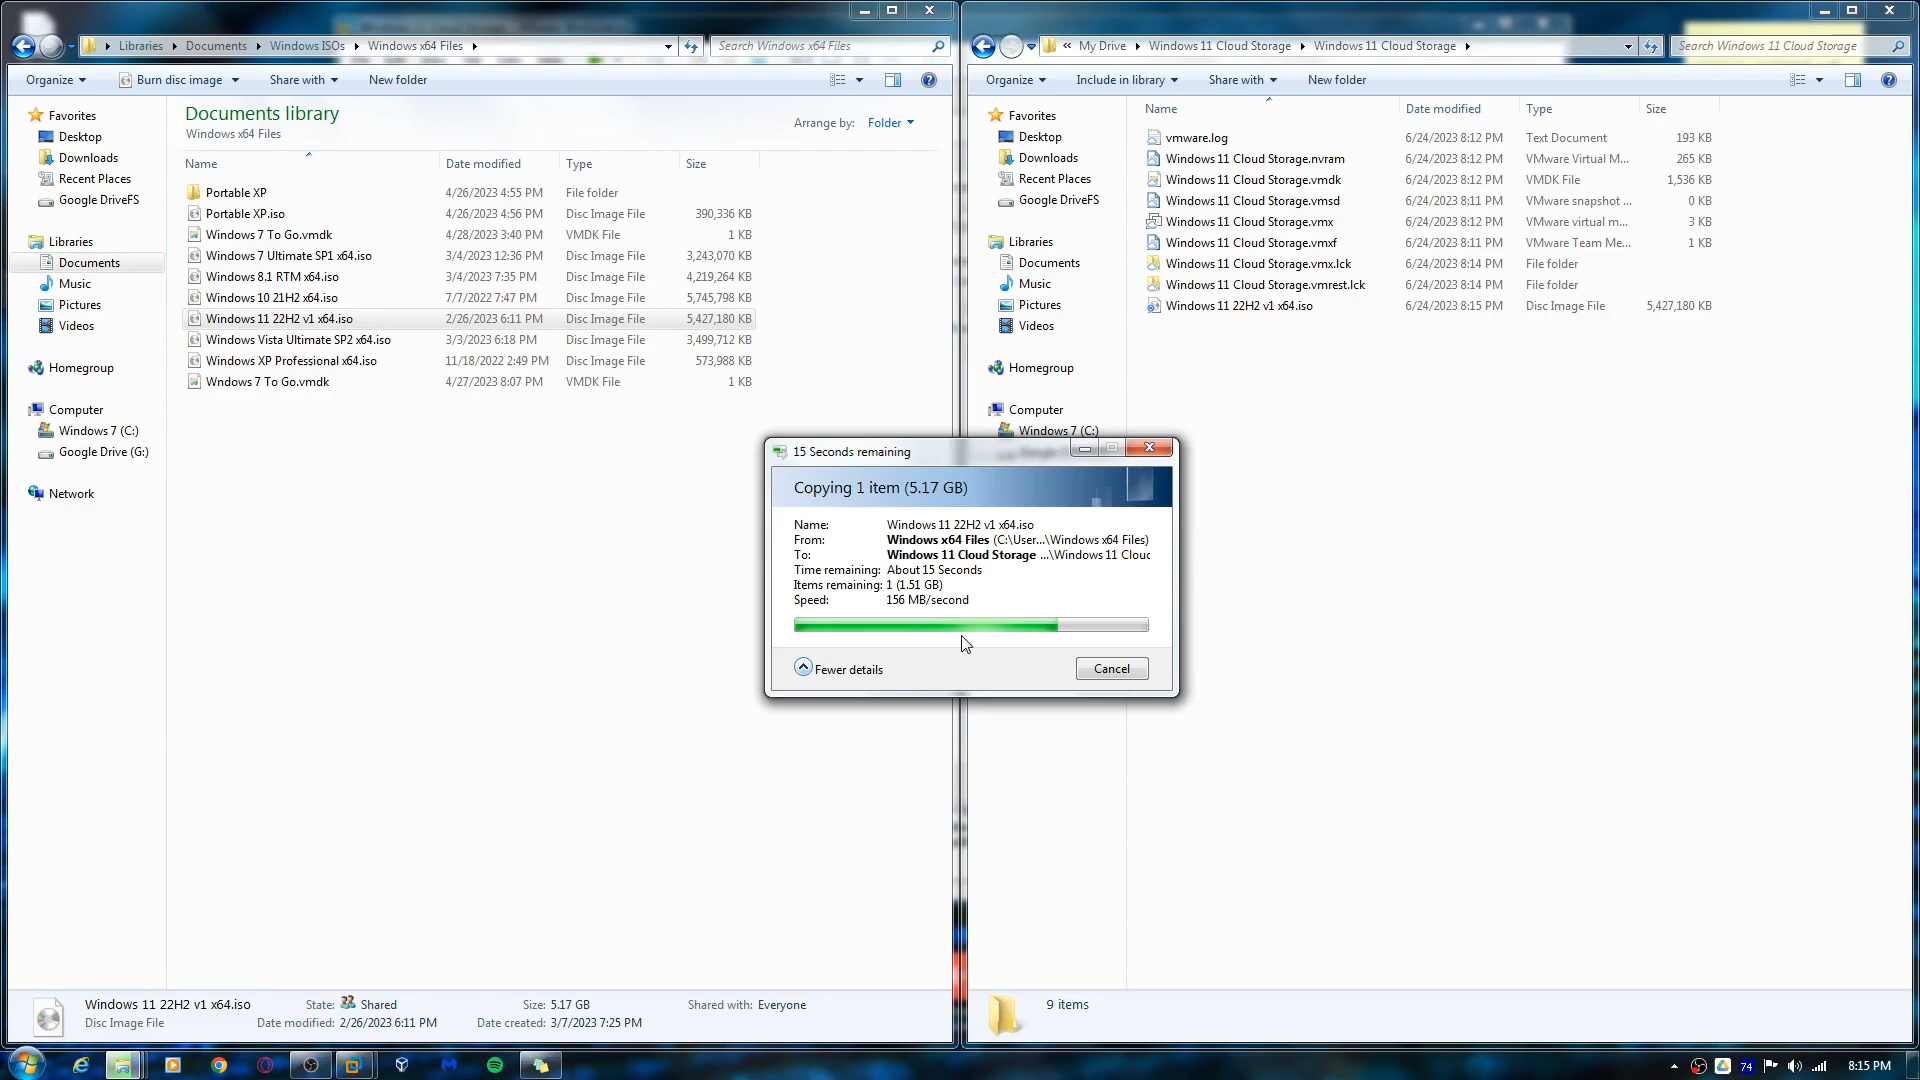 Libraries Documents Windows ISOs Windows x64 Files
Search Windows x64 Files
Organize Burn disc image Share with New folder
Favorites
Desktop
Downloads
Recent Places
Google DriveFS
Libraries
Documents
Music
Pictures
Videos
Homegroup
Computer
Windows 7 (C:)
Google Drive (G:)
Network
Documents library
Windows x64 Files
Arrange by: Folder
Name Date modified Type Size
Portable XP 4/26/2023 4:55 PM File folder
Portable XP.iso 4/26/2023 4:56 PM Disc Image File 390,336 KB
Windows 7 To Go.vmdk 4/28/2023 3:40 PM VMDK File 1 KB
Windows 7 Ultimate SP1 x64.iso 3/4/2023 12:36 PM Disc Image File 3,243,070 KB
Windows 8.1 RTM x64.iso 3/4/2023 7:35 PM Disc Image File 4,219,264 KB
Windows 10 21H2 x64.iso 7/7/2022 7:47 PM Disc Image File 5,745,798 KB
Windows 11 22H2 v1 x64.iso 2/26/2023 6:11 PM Disc Image File 5,427,180 KB
Windows Vista Ultimate SP2 x64.iso 3/3/2023 6:18 PM Disc Image File 3,499,712 KB
Windows XP Professional x64.iso 11/18/2022 2:49 PM Disc Image File 573,988 KB
Wndows 7 To Go.vmdk 4/27/2023 8:07 PM VMDK File 1 KB
Windows 11 22H2 v1 x64.iso State: Shared Size: 5.17 GB Shared with: Everyone
Disc Image File Date modified: 2/26/2023 6:11 PM Date created: 3/7/2023 7:25 PM
« My Drive Windows 11 Cloud Storage Windows 11 Cloud Storage
Search Windows 11 Cloud Storage
Organize Include in library Share with New folder
Favorites
Desktop
Downloads
Recent Places
Google DriveFS
Libraries
Documents
Music
Pictures
Videos
Homegroup
Computer
Windows 7 (C:)
Name Date modified Type Size
vmware.log 6/24/2023 8:12 PM Text Document 193 KB
Windows 11 Cloud Storage.nvram 6/24/2023 8:12 PM VMware Virtual M... 265 KB
Windows 11 Cloud Storage.vmdk 6/24/2023 8:12 PM VMDK File 1,536 KB
Windows 11 Cloud Storage.vmsd 6/24/2023 8:11 PM VMware snapshot ... 0 KB
Windows 11 Cloud Storage.vmx 6/24/2023 8:12 PM VMware virtual m... 3 KB
Windows 11 Cloud Storage.vmxf 6/24/2023 8:11 PM VMware Team Me... 1 KB
Windows 11 Cloud Storage.vmx.lck 6/24/2023 8:14 PM File folder
Windows 11 Cloud Storage.vmrest.lck 6/24/2023 8:14 PM File folder
Windows 11 22H2 v1 x64.iso 6/24/2023 8:15 PM Disc Image File 5,427,180 KB
9 items
15 Seconds remaining
Copying 1 item (5.17 GB)
Name: Windows 11 22H2 v1 x64.iso
From: Windows x64 Files (C:\User...\Windows x64 Files)
To: Windows 11 Cloud Storage ...\Windows 11 Clouc
Time remaining: About 15 Seconds
Items remaining: 1 (1.51 GB)
Speed: 156 MB/second
Fewer details Cancel
74 8:15 PM